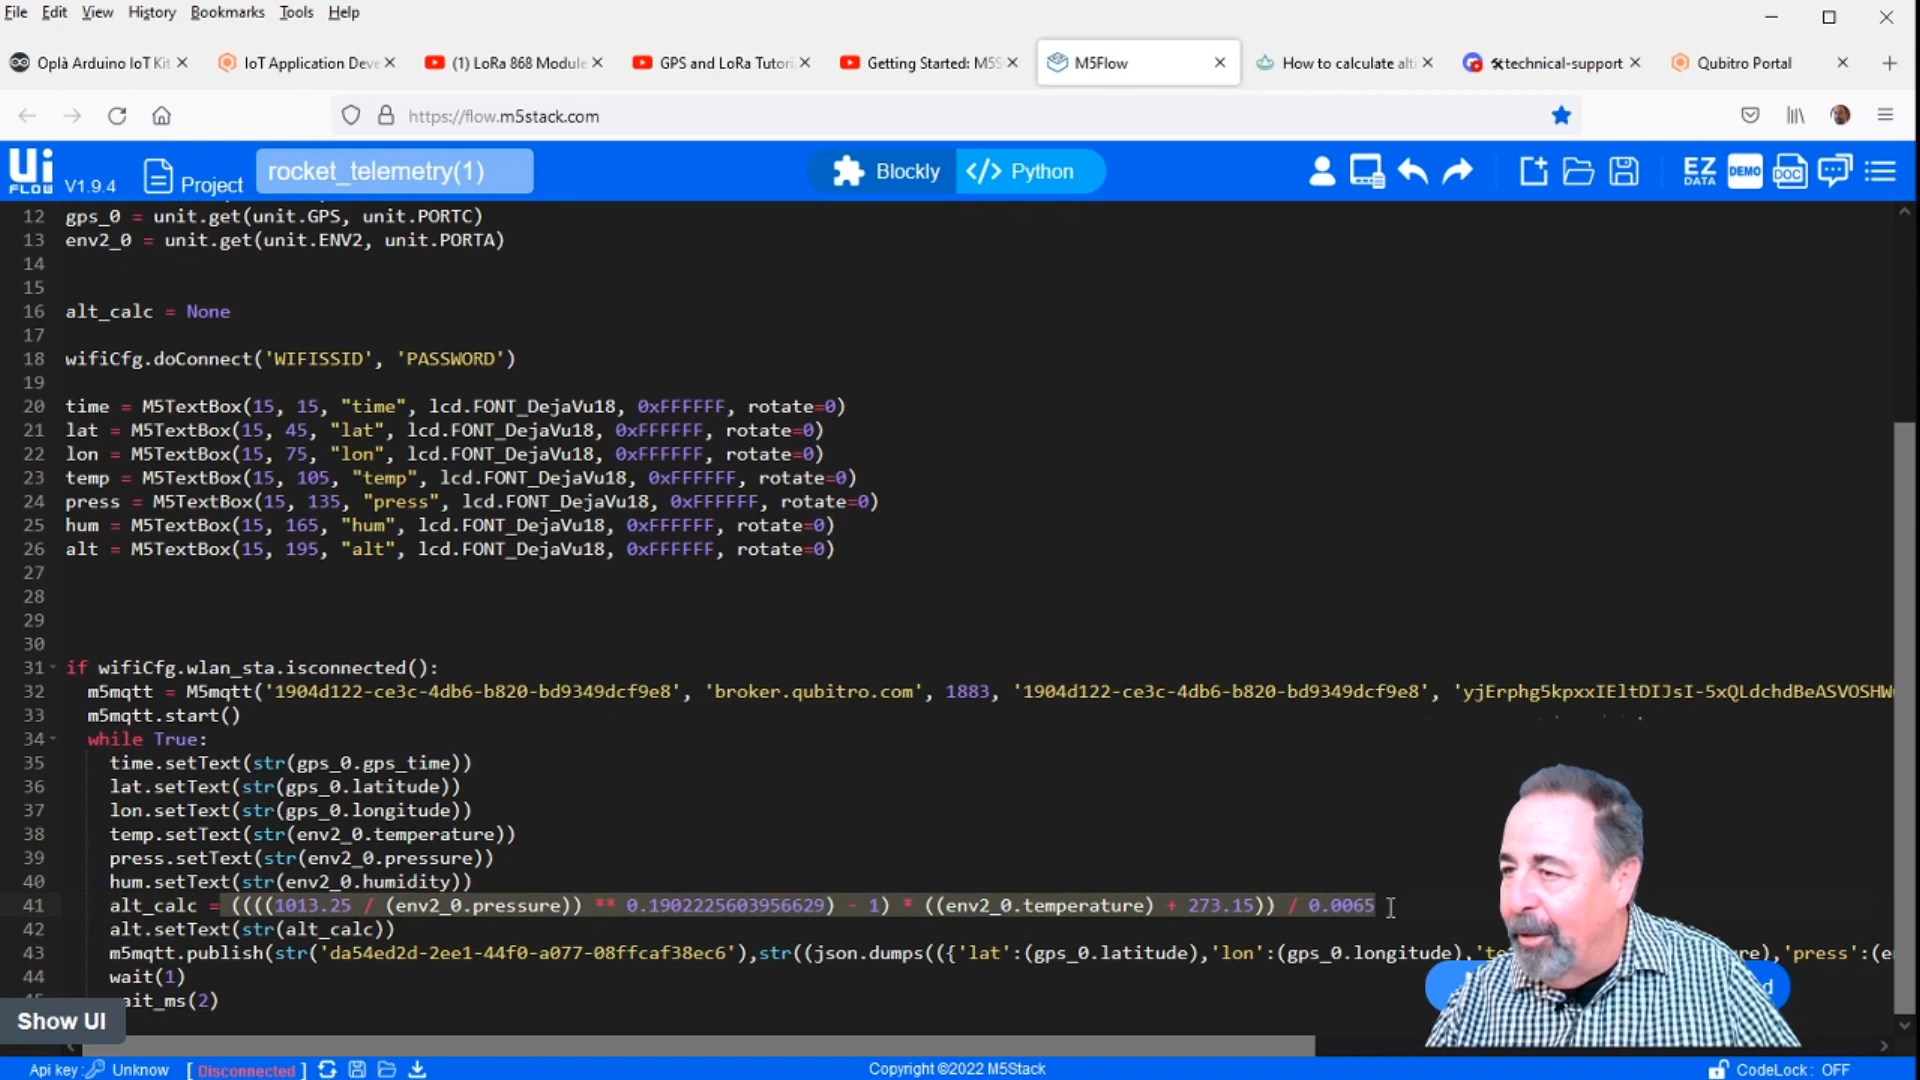 File Edit View History Bookmarks Tools Help
Oplà Arduino IoT Kit
IoT Application Deve
(1) LoRa 868 Module
GPS and LoRa Tutori
Getting Started: M5S
M5Flow
How to calculate alti
🛠technical-support
Qubitro Portal
https://flow.m5stack.com
Ui FLOW V1.9.4 Project rocket_telemetry(1) Blockly </> Python EZ DATA DEMO DOC
12 gps_0 = unit.get(unit.GPS, unit.PORTC)
13 env2_0 = unit.get(unit.ENV2, unit.PORTA)
14
15
16 alt_calc = None
17
18 wifiCfg.doConnect('WIFISSID', 'PASSWORD')
19
20 time = M5TextBox(15, 15, "time", lcd.FONT_DejaVu18, 0xFFFFFF, rotate=0)
21 lat = M5TextBox(15, 45, "lat", lcd.FONT_DejaVu18, 0xFFFFFF, rotate=0)
22 lon = M5TextBox(15, 75, "lon", lcd.FONT_DejaVu18, 0xFFFFFF, rotate=0)
23 temp = M5TextBox(15, 105, "temp", lcd.FONT_DejaVu18, 0xFFFFFF, rotate=0)
24 press = M5TextBox(15, 135, "press", lcd.FONT_DejaVu18, 0xFFFFFF, rotate=0)
25 hum = M5TextBox(15, 165, "hum", lcd.FONT_DejaVu18, 0xFFFFFF, rotate=0)
26 alt = M5TextBox(15, 195, "alt", lcd.FONT_DejaVu18, 0xFFFFFF, rotate=0)
27
28
29
30
31 if wifiCfg.wlan_sta.isconnected():
32 m5mqtt = M5mqtt('1904d122-ce3c-4db6-b820-bd9349dcf9e8', 'broker.qubitro.com', 1883, '1904d122-ce3c-4db6-b820-bd9349dcf9e8', 'yjErphg5kpxxIEltDIJsI-5xQLdchdBeASVOSHW
33 m5mqtt.start()
34 while True:
35 time.setText(str(gps_0.gps_time))
36 lat.setText(str(gps_0.latitude))
37 lon.setText(str(gps_0.longitude))
38 temp.setText(str(env2_0.temperature))
39 press.setText(str(env2_0.pressure))
40 hum.setText(str(env2_0.humidity))
41 alt_calc = ((((1013.25 / (env2_0.pressure)) ** 0.1902225603956629) - 1) * ((env2_0.temperature) + 273.15)) / 0.0065
42 alt.setText(str(alt_calc))
43 m5mqtt.publish(str('da54ed2d-2ee1-44f0-a077-08ffcaf38ec6'),str((json.dumps(({'lat':(gps_0.latitude),'lon':(gps_0.longitude),'te re),'press':(e
44 wait(1)
ait_ms(2)
Show UI
Api key: Unknow [ Disconnected ] Copyright ©2022 M5Stack CodeLock: OFF